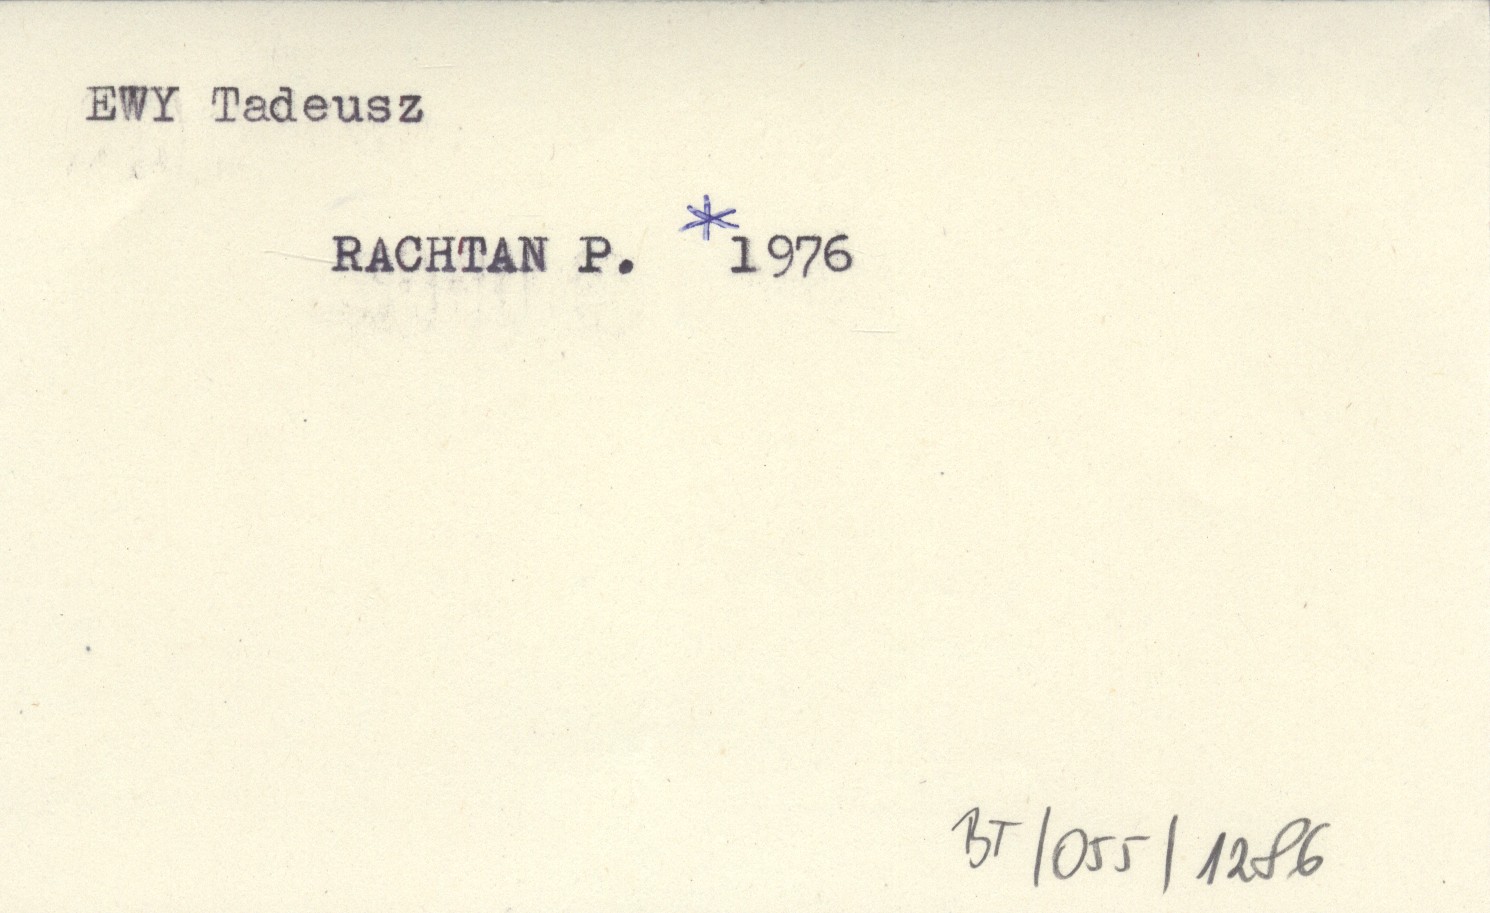 EWY Tadeusz
RACHTAN P. *1976
BT/055/1286